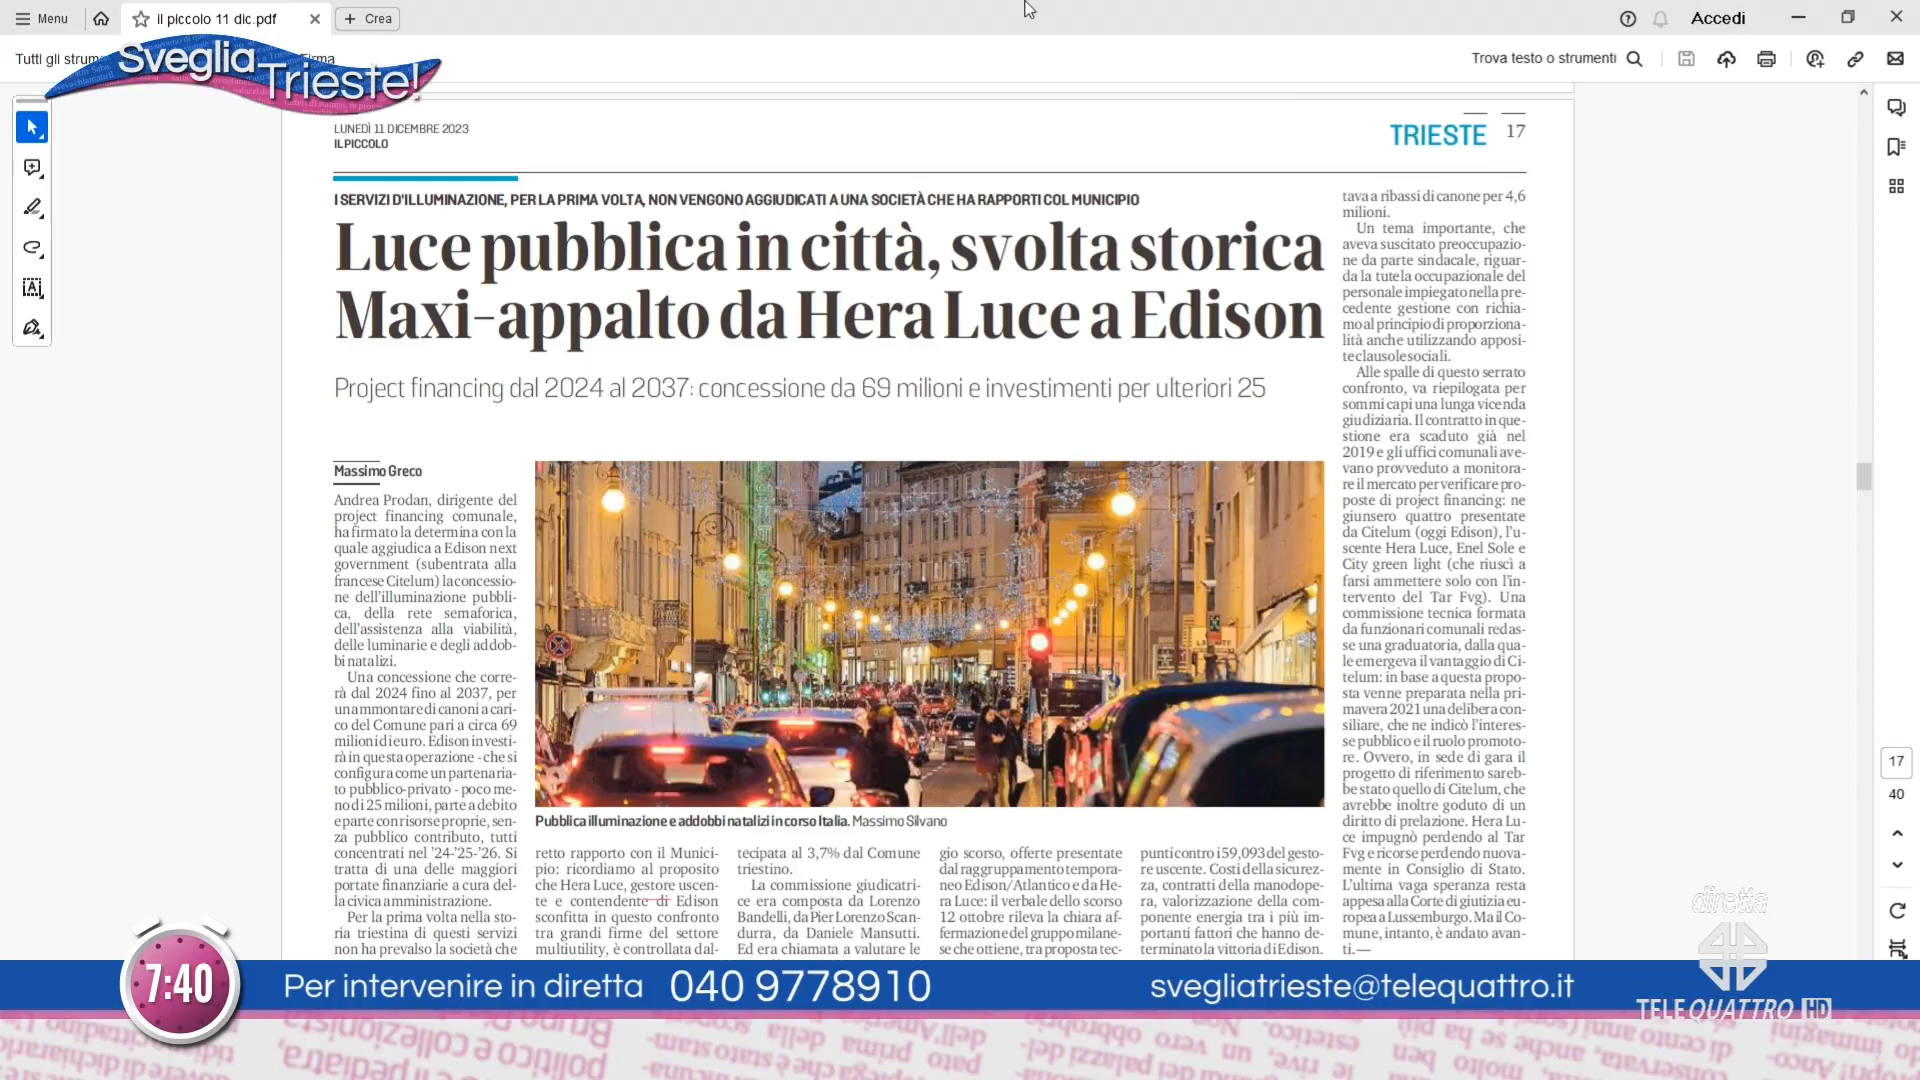 Menu
il piccolo 11 dic.pdf
Crea
Accedi
Tutti gli strum
Firma
Trova testo o strumenti
Sveglia
Trieste!
LUNEDÌ 11 DICEMBRE 2023
IL PICCOLO
TRIESTE 17
I SERVIZI D'ILLUMINAZIONE, PER LA PRIMA VOLTA, NON VENGONO AGGIUDICATI A UNA SOCIETÀ CHE HA RAPPORTI COL MUNICIPIO
Luce pubblica in città, svolta storica
Maxi-appalto da Hera Luce a Edison
Project financing dal 2024 al 2037: concessione da 69 milioni e investimenti per ulteriori 25
Massimo Greco
Andrea Prodan, dirigente del
project financing comunale,
ha firmato la determina con la
quale aggiudica a Edison next
government (subentrata alla
francese Citelum) la concessio-
ne dell'illuminazione pubbli-
ca, della rete semaforica,
dell'assistenza alla viabilità,
delle luminarie e degli addob-
bi natalizi.
Una concessione che corre-
rà dal 2024 fino al 2037, per
un ammontare di canoni a cari-
co del Comune pari a circa 69
milioni di euro. Edison investi-
rà in questa operazione - che si
configura come un partenaria-
to pubblico-privato - poco me-
no di 25 milioni, parte a debito
e parte con risorse proprie, sen-
za pubblico contributo, tutti
concentrati nel '24-'25-'26. Si
tratta di una delle maggiori
portate finanziarie a cura del-
la civica amministrazione.
Per la prima volta nella sto-
ria triestina di questi servizi
non ha prevalso la società che
Pubblica illuminazione e addobbi natalizi in corso Italia. Massimo Silvano
retto rapporto con il Munici-
pio: ricordiamo al proposito
che Hera Luce, gestore uscen-
te e contendente di Edison
sconfitta in questo confronto
tra grandi firme del settore
multiutility, è controllata dal-
tecipata al 3,7% dal Comune
triestino.
La commissione giudicatri-
ce era composta da Lorenzo
Bandelli, da Pier Lorenzo Scan-
durra, da Daniele Mansutti.
Ed era chiamata a valutare le
gio scorso, offerte presentate
dal raggruppamento tempora-
neo Edison/Atlantico e da He-
ra Luce: il verbale dello scorso
12 ottobre rileva la chiara af-
fermazione del gruppo milane-
se che ottiene, tra proposta tec-
punti contro i 59,093 del gesto-
re uscente. Costi della sicurez-
za, contratti della manodope-
ra, valorizzazione della com-
ponente energia tra i più im-
portanti fattori che hanno de-
terminato la vittoria di Edison.
tava a ribassi di canone per 4,6
milioni.
Un tema importante, che
aveva suscitato preoccupazio-
ne da parte sindacale, riguar-
da la tutela occupazionale del
personale impiegato nella pre-
cedente gestione con richia-
mo al principio di proporziona-
lità anche utilizzando apposi-
te clausole sociali.
Alle spalle di questo serrato
confronto, va riepilogata per
sommi capi una lunga vicenda
giudiziaria. Il contratto in que-
stione era scaduto già nel
2019 e gli uffici comunali ave-
vano provveduto a monitora-
re il mercato per verificare pro-
poste di project financing: ne
giunsero quattro presentate
da Citelum (oggi Edison), l'u-
scente Hera Luce, Enel Sole e
City green light (che riuscì a
farsi ammettere solo con l'in-
tervento del Tar Fvg). Una
commissione tecnica formata
da funzionari comunali redas-
se una graduatoria, dalla qua-
le emergeva il vantaggio di Ci-
telum: in base a questa propo-
sta venne preparata nella pri-
mavera 2021 una delibera con-
siliare, che ne indicò l'interes-
se pubblico e il ruolo promoto-
re. Ovvero, in sede di gara il
progetto di riferimento sareb-
be stato quello di Citelum, che
avrebbe inoltre goduto di un
diritto di prelazione. Hera Lu-
ce impugnò perdendo al Tar
Fvg e ricorse perdendo nuova-
mente in Consiglio di Stato.
L'ultima vaga speranza resta
appesa alla Corte di giutizia eu-
ropea a Lussemburgo. Ma il Co-
mune, intanto, è andato avan-
ti.—
17
40
diretta
TELEQUATTRO HD
7:40
Per intervenire in diretta 040 9778910
svegliatrieste@telequattro.it